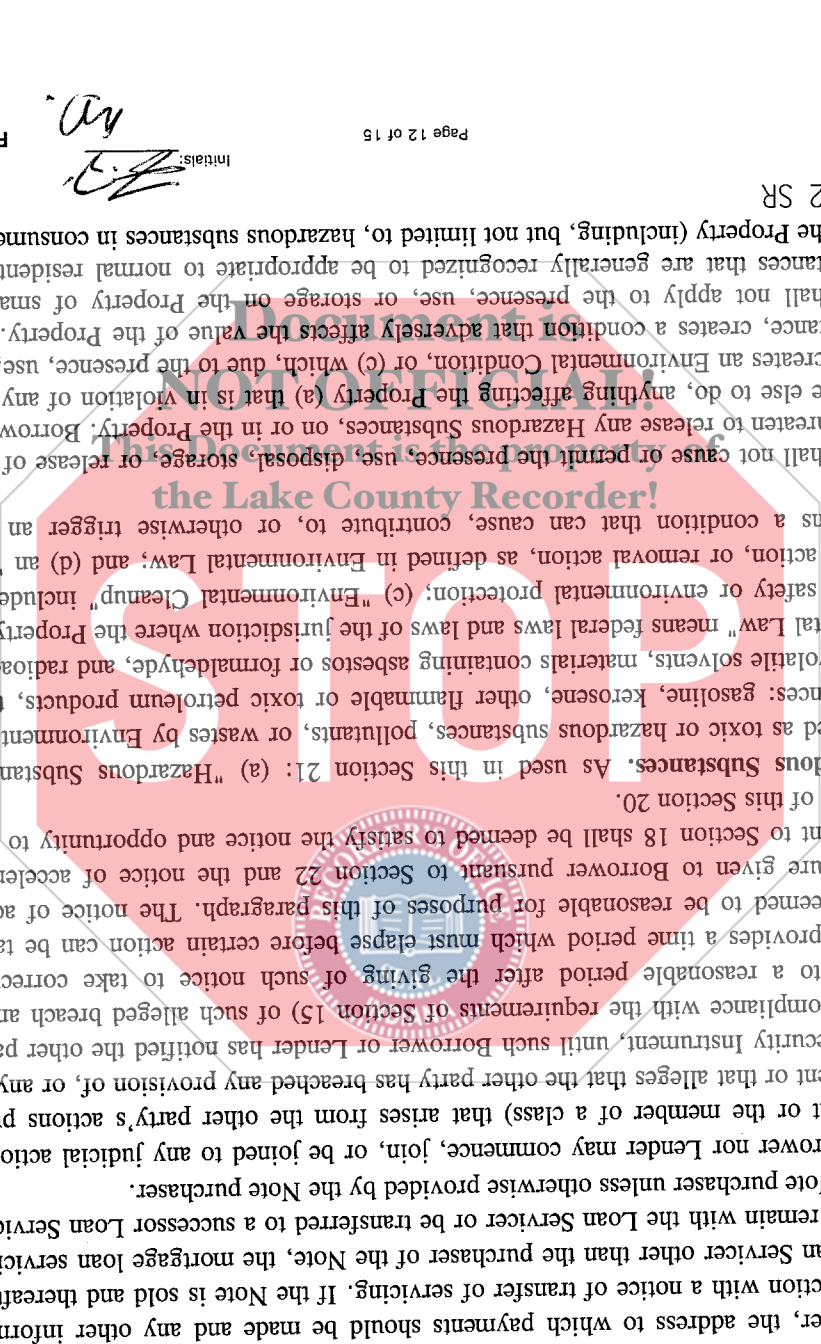 er, the address to which payments should be made and any other inform
ction with a notice of transfer of servicing. If the Note is sold and thereaft
an Servicer other than the purchaser of the Note, the mortgage loan servici
remain with the Loan Servicer or be transferred to a successor Loan Servic
ote purchaser unless otherwise provided by the Note purchaser.
rower nor Lender may commence, join, or be joined to any judicial actio
t or the member of a class) that arises from the other party's actions p
ent or that alleges that the other party has breached any provision of, or any
ecurity Instrument, until such Borrower or Lender has notified the other pa
ompliance with the requirements of Section 15) of such alleged breach an
to a reasonable period after the giving of such notice to take correc
provides a time period which must elapse before certain action can be ta
eemed to be reasonable for purposes of this paragraph. The notice of ac
ure given to Borrower pursuant to Section 22 and the notice of acceler
nt to Section 18 shall be deemed to satisfy the notice and opportunity to
of this Section 20.
dous Substances. As used in this Section 21: (a) "Hazardous Substan
ed as toxic or hazardous substances, pollutants, or wastes by Environment
nces: gasoline, kerosene, other flammable or toxic petroleum products, t
olatile solvents, materials containing asbestos or formaldehyde, and radioa
tal Law" means federal laws and laws of the jurisdiction where the Property
safety or environmental protection; (c) "Environmental Cleanup" include
action, or removal action, as defined in Environmental Law; and (d) an "
ns a condition that can cause, contribute to, or otherwise trigger an
hall not cause or permit the presence, use, disposal, storage, or release of
reaten to release any Hazardous Substances, on or in the Property. Borrow
e else to do, anything affecting the Property (a) that is in violation of any
creates an Environmental Condition, or (c) which, due to the presence, use,
tance, creates a condition that adversely affects the value of the Property.
hall not apply to the presence, use, or storage on the Property of sma
tances that are generally recognized to be appropriate to normal resident
he Property (including, but not limited to, hazardous substances in consume
2 SR
Initials:
Page 12 of 15
Document is
NOT OFFICIAL!
This Document is the property of
the Lake County Recorder!
STOP